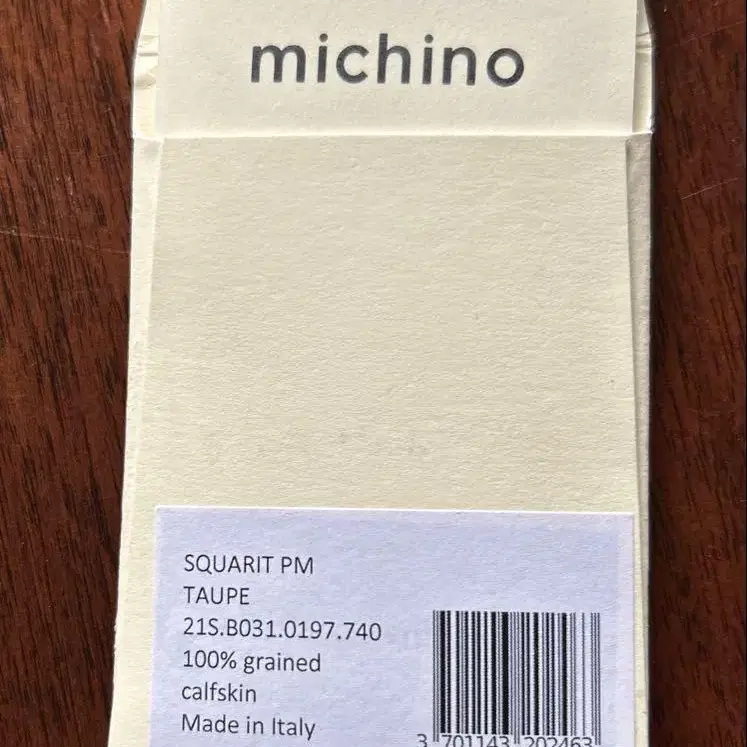 michino
SQUARIT PM
TAUPE
21S.B031.0197.740
100% grained
calfskin
Made in Italy
3 701143 202463